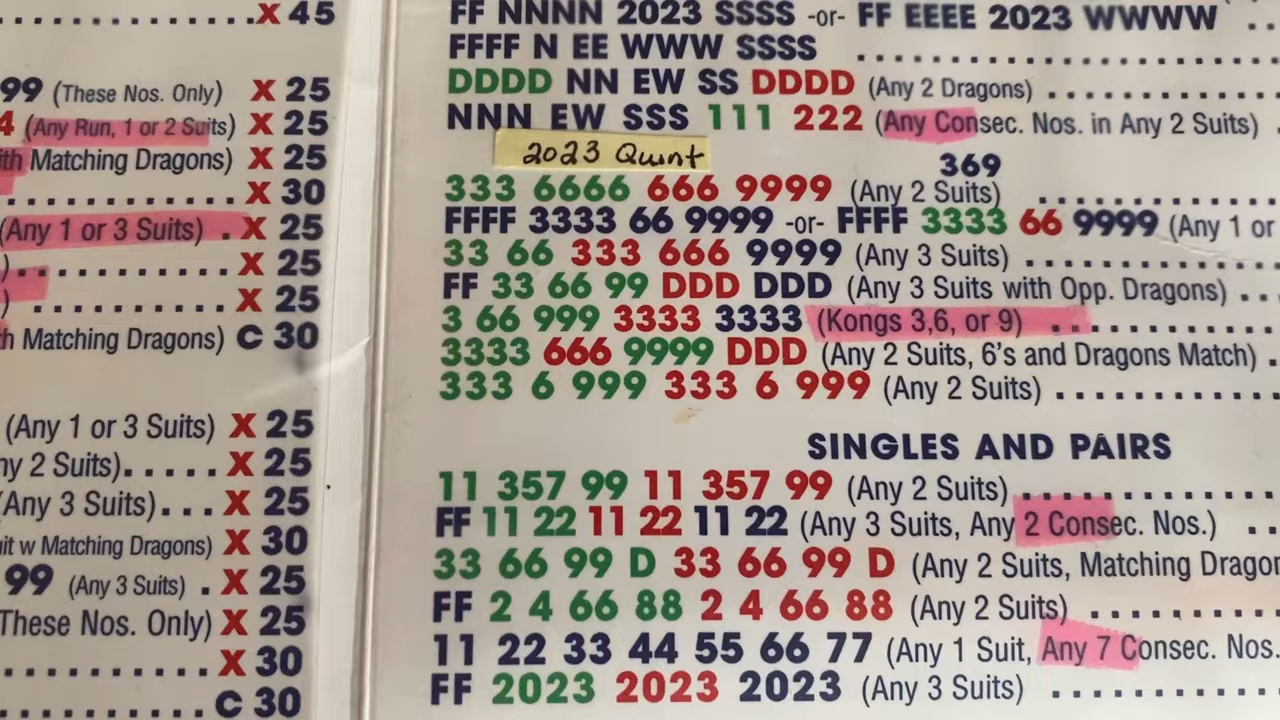 X 45
99 (These Nos. Only) X 25
4 (Any Run, 1 or 2 Suits) X 25
Matching Dragons) X 25
. . . . . . . . . . X 30
(Any 1 or 3 Suits) . X 25
) . . . . . . . . . . X 25
) . . . . . . . . . . X 25
Matching Dragons) C 30
(Any 1 or 3 Suits) X 25
2 Suits) . . . . . X 25
(Any 3 Suits) . . . X 25
w Matching Dragons) X 30
99 (Any 3 Suits) . X 25
These Nos. Only) X 25
. . . . . . . . . . X 30
. . . . . . . . . . C 30
FF NNNN 2023 SSSS -or- FF EEEE 2023 WWWW . .
FFFF N EE WWW SSSS . . . . . . . . . .
DDDD NN EW SS DDDD (Any 2 Dragons) . . . . . . . . . .
NNN EW SSS 111 222 (Any Consec. Nos. in Any 2 Suits) .
2023 Quint
369
333 6666 666 9999 (Any 2 Suits) . . . . . . . . . .
FFFF 3333 66 9999 -or- FFFF 3333 66 9999 (Any 1 or
33 66 333 666 9999 (Any 3 Suits) . . . . . . . . . .
FF 33 66 99 DDD DDD (Any 3 Suits with Opp. Dragons) . . .
3 66 999 3333 3333 (Kongs 3,6, or 9) . . . . . . . . . .
3333 666 9999 DDD (Any 2 Suits, 6's and Dragons Match) .
333 6 999 333 6 999 (Any 2 Suits) . . . . . . . . . .
SINGLES AND PAIRS
11 357 99 11 357 99 (Any 2 Suits) . . . . . . . . . .
FF 11 22 11 22 11 22 (Any 3 Suits, Any 2 Consec. Nos.) . .
33 66 99 D 33 66 99 D (Any 2 Suits, Matching Dragon
FF 2 4 66 88 2 4 66 88 (Any 2 Suits) . . . . . . . . . .
11 22 33 44 55 66 77 (Any 1 Suit, Any 7 Consec. Nos.
FF 2023 2023 2023 (Any 3 Suits) . . . . . . . . . .